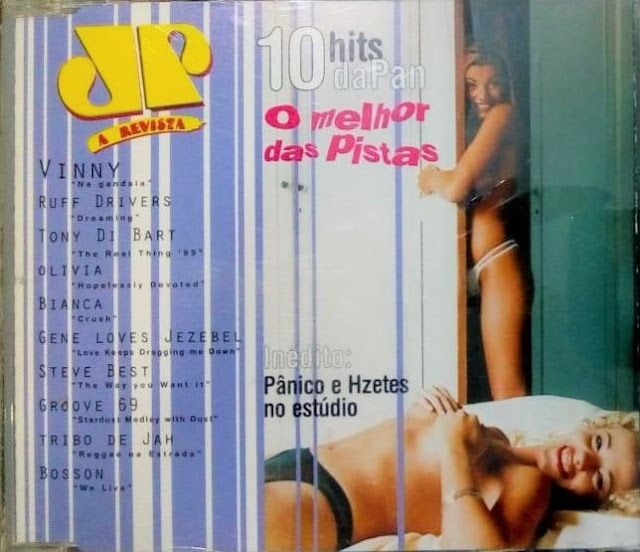 JP
A REVISTA
10 hits
daPan
O melhor
das Pistas
VINNY
"Na gandaia"
RUFF DRIVERS
"Dreaming"
TONY DI BART
"The Real Thing '99"
OLIVIA
"Hopelessly Devoted"
BIANCA
"Crush"
GENE LOVES JEZEBEL
"Love Keeps Dragging me Down"
STEVE BEST
"The Way you Want it"
GROOVE 69
"Stardust Medley with Dust"
TRIBO DE JAH
"Reggae na Estrada"
BOSSON
"We Live"
Inédito:
Pânico e Hzetes
no estúdio